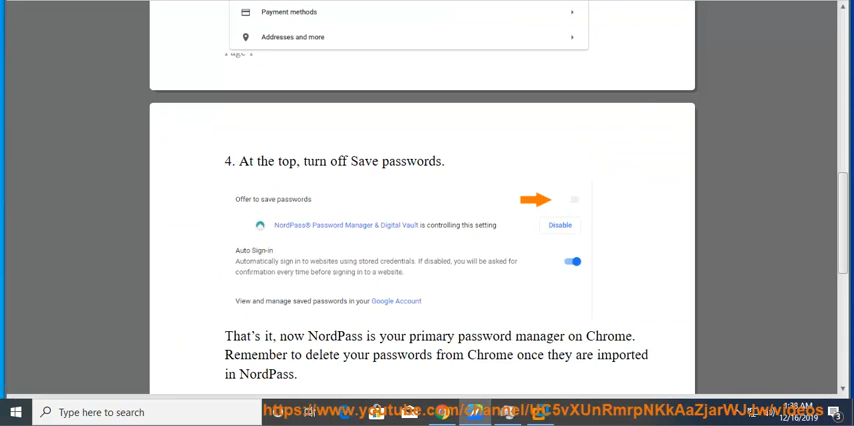 Payment methods
Addresses and more
4. At the top, turn off Save passwords.
Offer to save passwords
NordPass® Password Manager & Digital Vault is controlling this setting
Disable
Auto Sign-in
Automatically sign in to websites using stored credentials. If disabled, you will be asked for
confirmation every time before signing in to a website.
View and manage saved passwords in your Google Account
That's it, now NordPass is your primary password manager on Chrome.
Remember to delete your passwords from Chrome once they are imported
in NordPass.
1:38 AM
Type here to search
12/16/2019
3